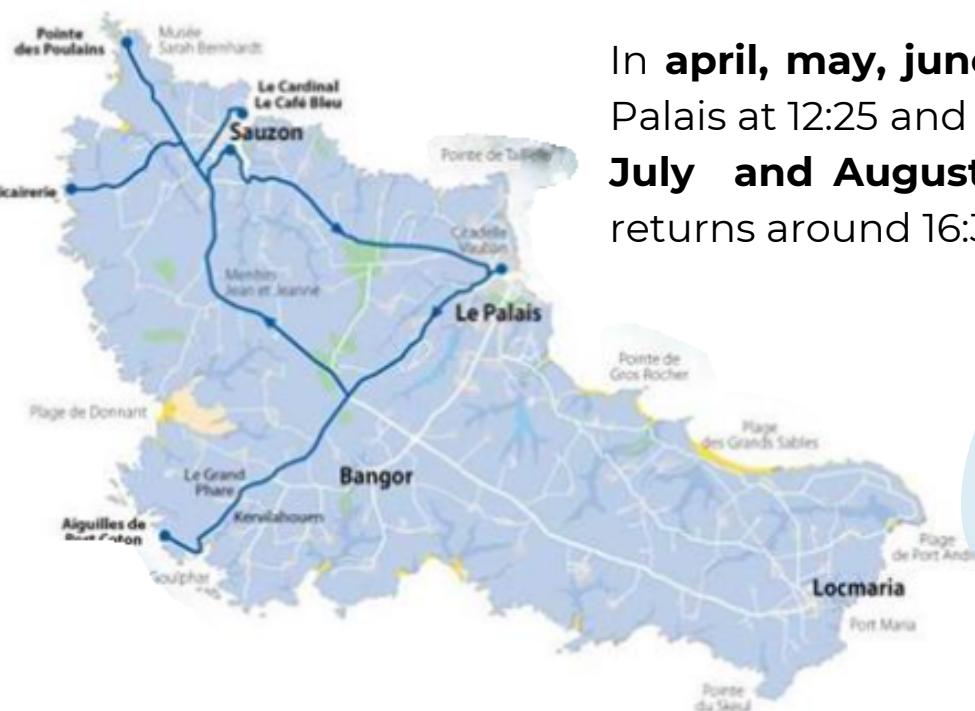 Pointe
des Poulains
Musée
Sarah Bernhardt
Le Cardinal
Le Café Bleu
Sauzon
Pointe de Taillefer
In april, may, june
Palais at 12:25 and
July and August
returns around 16:3
icairerie
Citadelle
Vauban
Menhirs
Jean et Jeanne
Le Palais
Pointe de
Gros Rocher
Plage de Donnant
Plage
des Grands Sables
Le Grand
Phare
Bangor
Kervilahouen
Aiguilles de
Port Coton
Goulphar
Plage
de Port Andr
Locmaria
Port Maria
Pointe
du Skeul